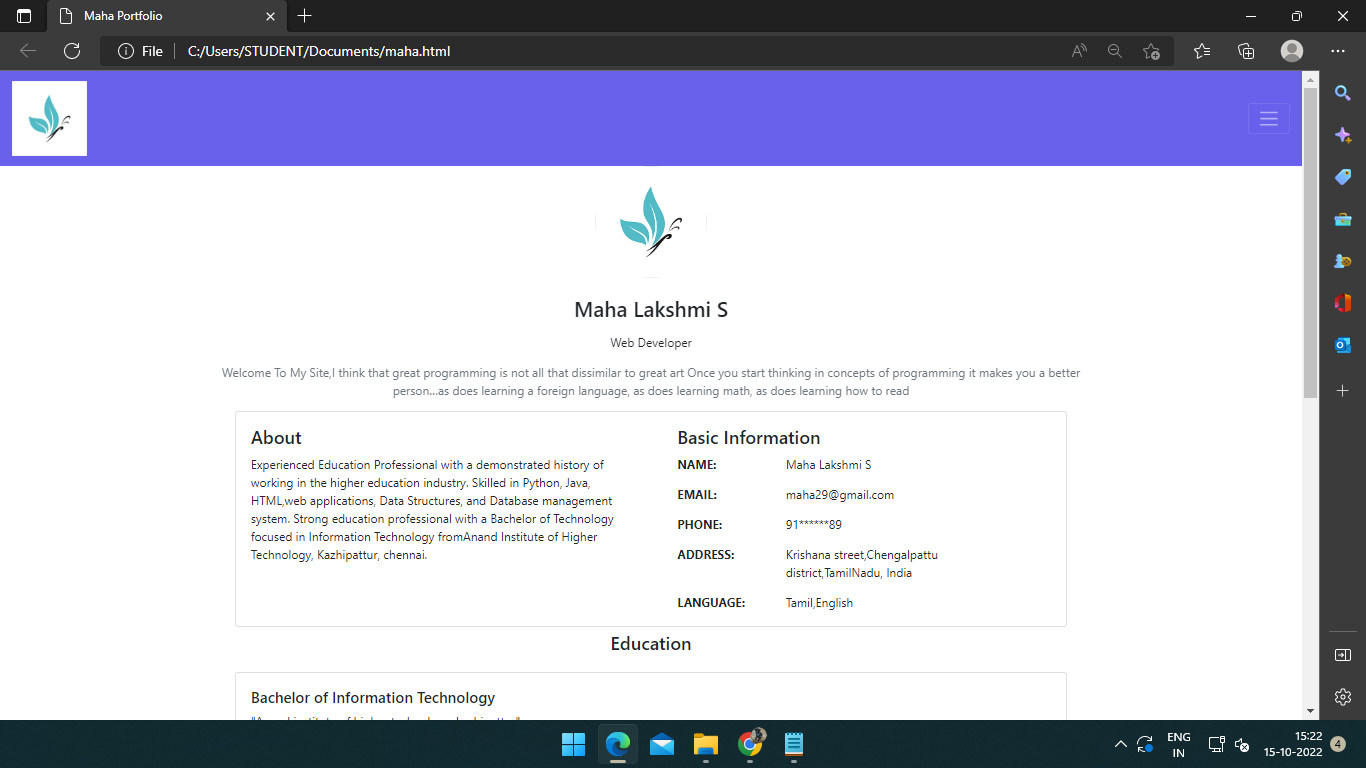 Maha Portfolio
File
C:/Users/STUDENT/Documents/maha.html
Maha Lakshmi S
Web Developer
Welcome To My Site,I think that great programming is not all that dissimilar to great art Once you start thinking in concepts of programming it makes you a better
person...as does learning a foreign language, as does learning math, as does learning how to read
About
Experienced Education Professional with a demonstrated history of
working in the higher education industry. Skilled in Python, Java,
HTML,web applications, Data Structures, and Database management
system. Strong education professional with a Bachelor of Technology
focused in Information Technology fromAnand Institute of Higher
Technology, Kazhipattur, chennai.
Basic Information
NAME: Maha Lakshmi S
EMAIL: maha29@gmail.com
PHONE: 91******89
ADDRESS: Krishana street,Chengalpattu
district,TamilNadu, India
LANGUAGE: Tamil,English
Education
Bachelor of Information Technology
ENG
IN
15:22
15-10-2022
4